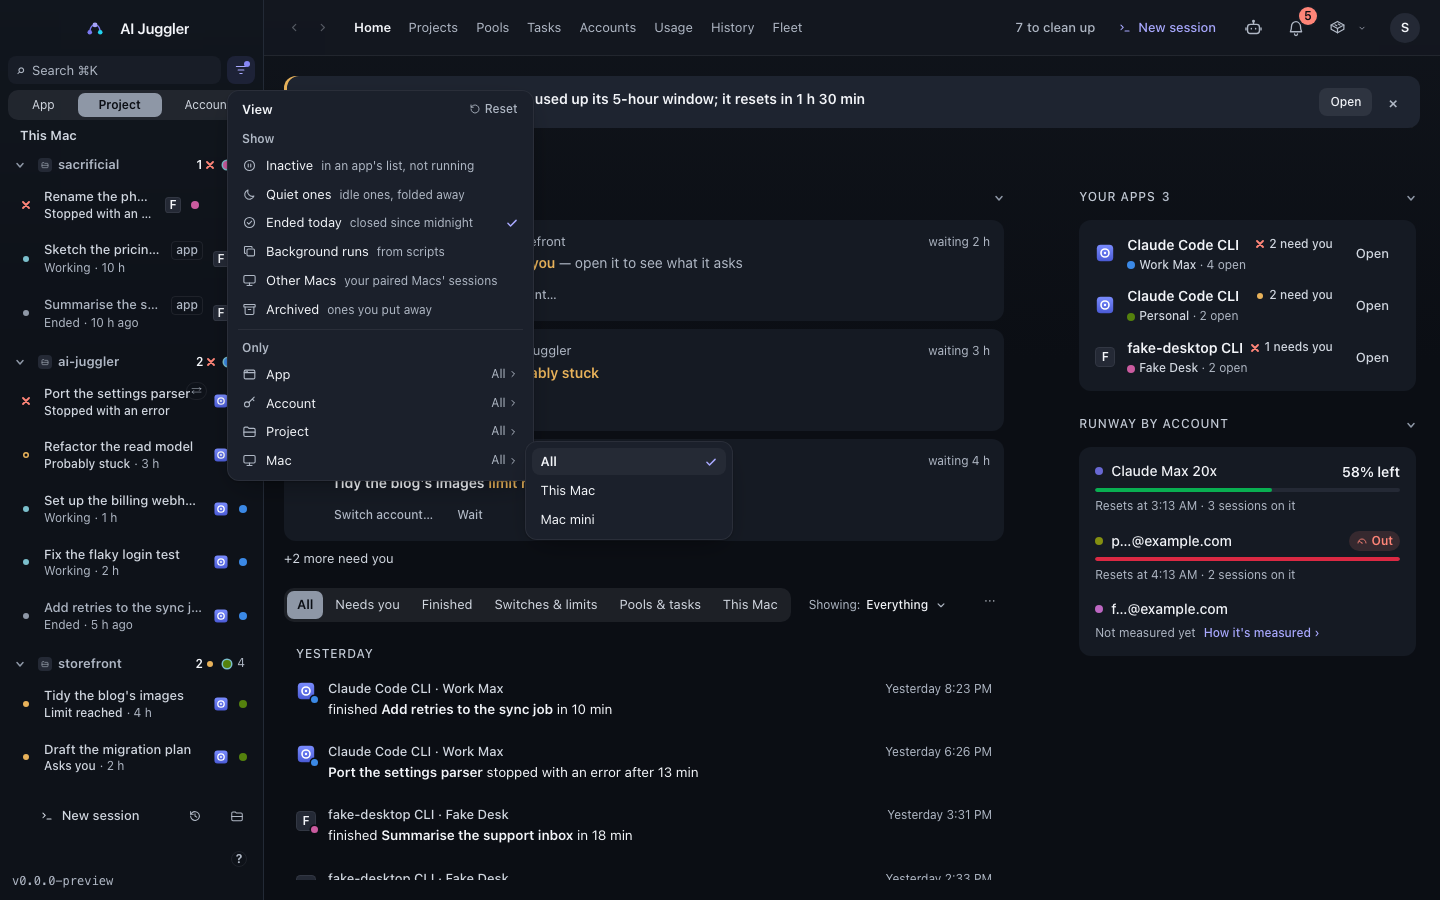 AI Juggler
Search ⌘K
App
Project
Accoun
This Mac
sacrificial
1
Rename the ph...
Stopped with an ...
F
Sketch the pricin...
app
Working · 10 h
F
Summarise the s...
app
Ended · 10 h ago
F
ai-juggler
2
Port the settings parser
Stopped with an error
Refactor the read model
Probably stuck · 3 h
Set up the billing webh...
Working · 1 h
Fix the flaky login test
Working · 2 h
Add retries to the sync j...
Ended · 5 h ago
storefront
2
4
Tidy the blog's images
Limit reached · 4 h
Draft the migration plan
Asks you · 2 h
New session
?
v0.0.0-preview
Home
Projects
Pools
Tasks
Accounts
Usage
History
Fleet
7 to clean up
New session
5
S
used up its 5-hour window; it resets in 1 h 30 min
Open
View
Reset
Show
Inactive in an app's list, not running
Quiet ones idle ones, folded away
Ended today closed since midnight
Background runs from scripts
Other Macs your paired Macs' sessions
Archived ones you put away
Only
App All ›
Account All ›
Project All ›
Mac All ›
All
This Mac
Mac mini
efront
waiting 2 h
you — open it to see what it asks
nt...
uggler
waiting 3 h
ably stuck
waiting 4 h
Tidy the blog's images limit r
Switch account...
Wait
+2 more need you
All
Needs you
Finished
Switches & limits
Pools & tasks
This Mac
Showing: Everything
...
YESTERDAY
Claude Code CLI · Work Max
Yesterday 8:23 PM
finished Add retries to the sync job in 10 min
Claude Code CLI · Work Max
Yesterday 6:26 PM
Port the settings parser stopped with an error after 13 min
F
fake-desktop CLI · Fake Desk
Yesterday 3:31 PM
finished Summarise the support inbox in 18 min
fake-desktop CLI · Fake Desk
Yesterday 2:33 PM
YOUR APPS 3
Claude Code CLI
2 need you
Work Max · 4 open
Open
Claude Code CLI
2 need you
Personal · 2 open
Open
F
fake-desktop CLI
1 needs you
Fake Desk · 2 open
Open
RUNWAY BY ACCOUNT
Claude Max 20x
58% left
Resets at 3:13 AM · 3 sessions on it
p...@example.com
Out
Resets at 4:13 AM · 2 sessions on it
f...@example.com
Not measured yet How it's measured ›